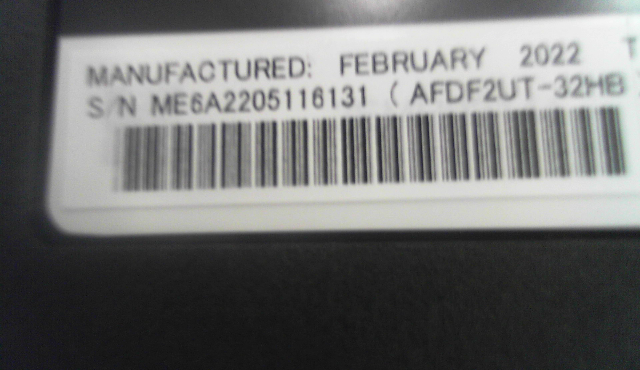 MANUFACTURED: FEBRUARY 2022 T
S/N ME6A2205116131 ( AFDF2UT-32HB